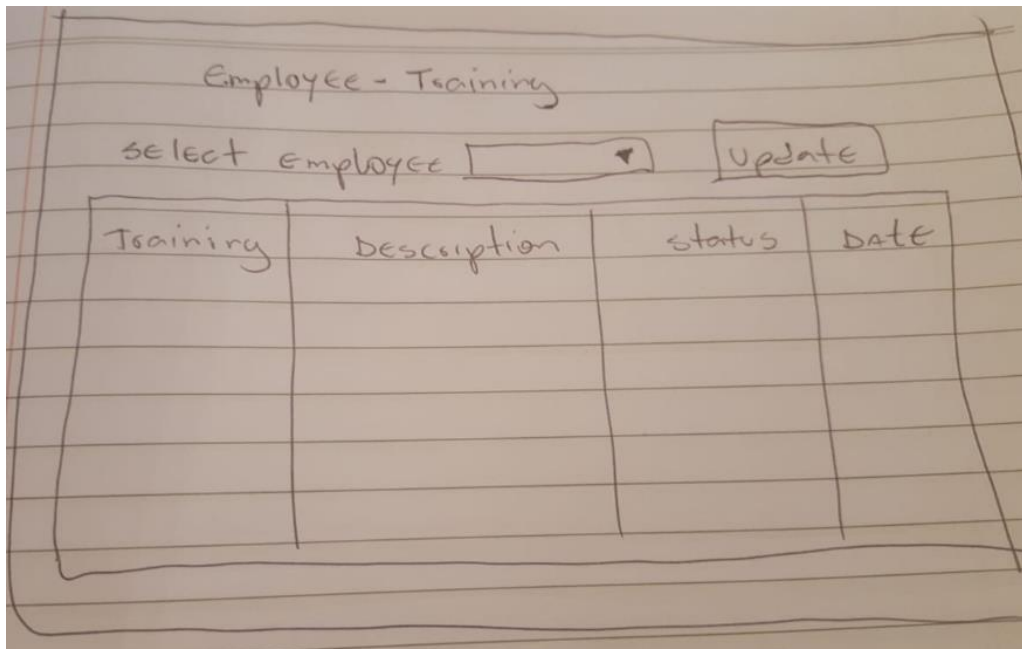 Employee - Training
Select Employee Update
Training Description Status Date